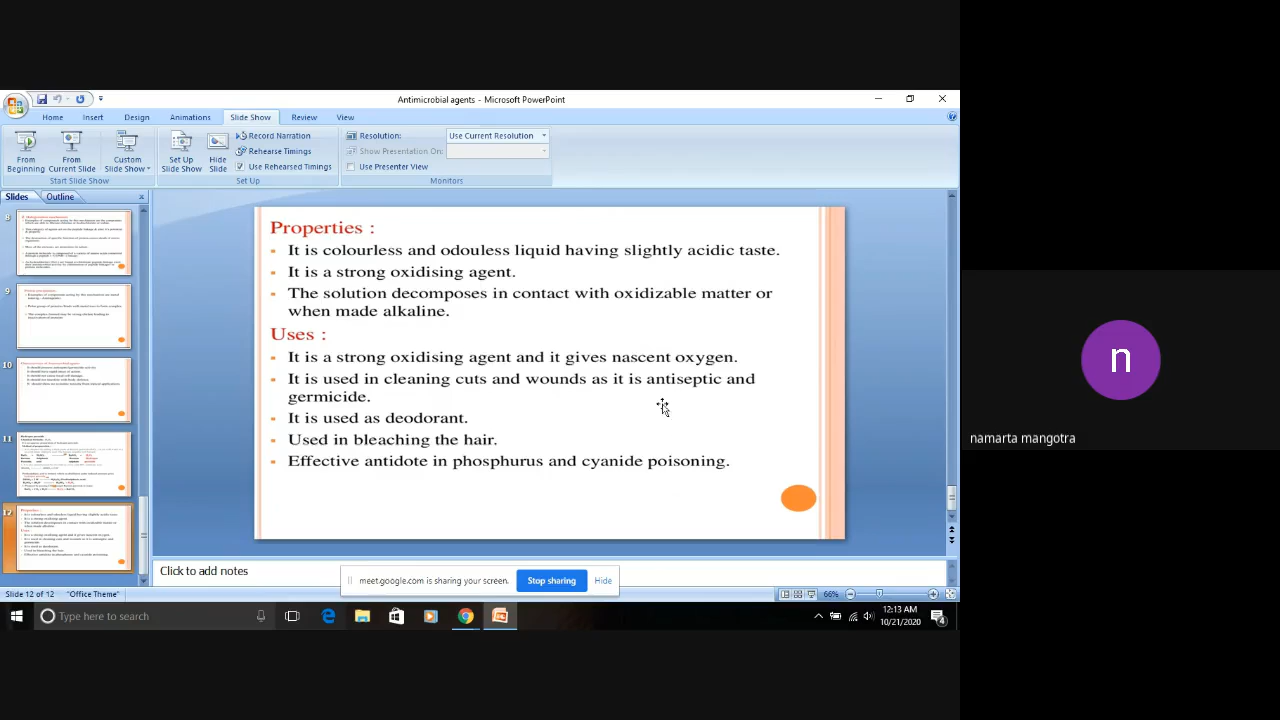 Antimicrobial agents - Microsoft PowerPoint
Home Insert Design Animations Slide Show Review View
From Beginning
From Current Slide
Custom Slide Show
Start Slide Show
Set Up Slide Show
Hide Slide
Record Narration
Rehearse Timings
Use Rehearsed Timings
Set Up
Resolution: Use Current Resolution
Show Presentation On:
Use Presenter View
Monitors
Slides Outline
8
9
10
11
12
Properties :
It is colourless and odourless liquid having slightly acidic taste.
It is a strong oxidising agent.
The solution decomposes in contact with oxidizable matter or
when made alkaline.
Uses :
It is a strong oxidising agent and it gives nascent oxygen.
It is used in cleaning cuts and wounds as it is antiseptic and
germicide.
It is used as deodorant.
Used in bleaching the hair.
Effective antidote in phosphorus and cyanide poisoning
n
namarta mangotra
Click to add notes
meet.google.com is sharing your screen. Stop sharing Hide
Slide 12 of 12 "Office Theme" 66%
Type here to search
12:13 AM
10/21/2020
4